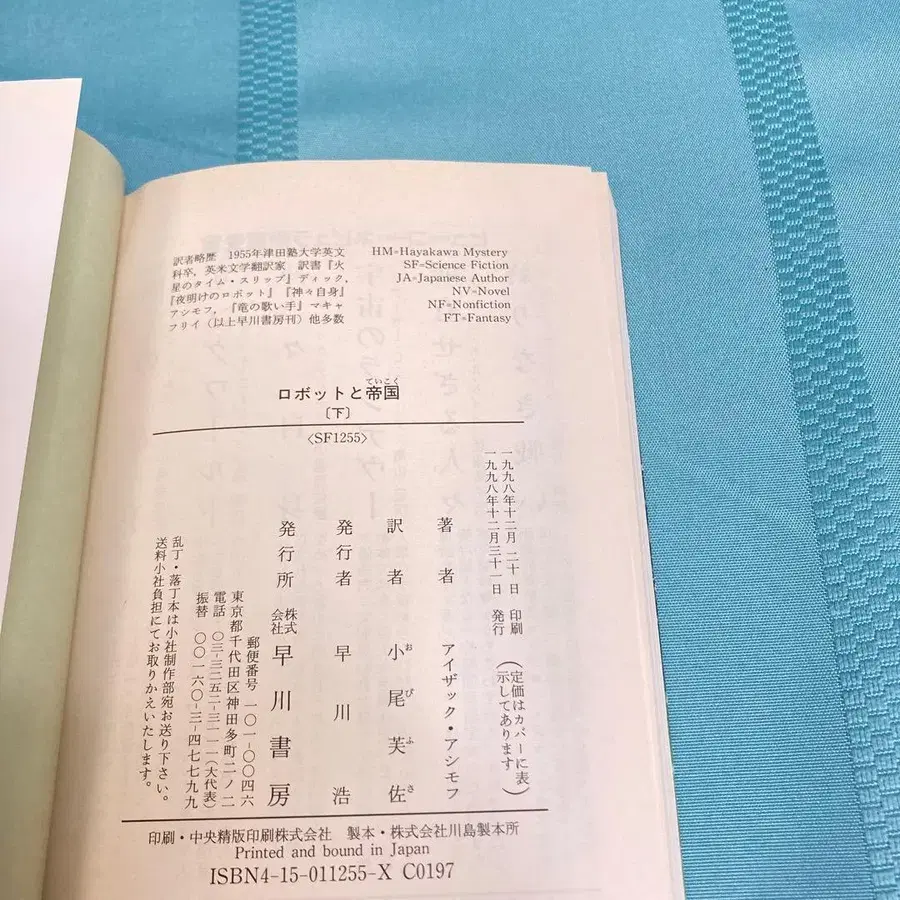 訳者略歴 1955年津田塾大学英文
科卒，英米文学翻訳家 訳書『火
星のタイム・スリップ』ディック，
『夜明けのロボット』『神々自身』
アシモフ，『竜の歌い手』マキャ
フリイ（以上早川書房刊）他多数
HM=Hayakawa Mystery
SF=Science Fiction
JA=Japanese Author
NV=Novel
NF=Nonfiction
FT=Fantasy
ロボットと帝国
ていこく
〔下〕
〈SF1255〉
一九九八年十二月 二十 日 印刷
一九九八年十二月三十一日 発行
（定価はカバーに表
示してあります）
著者 アイザック・アシモフ
訳者 小尾芙佐
おびふさ
発行者 早川浩
発行所 株式会社 早川書房
郵便番号 一〇一-〇〇四六
東京都千代田区神田多町二ノ二
電話 〇三-三二五二-三一一一（大代表）
振替 〇〇一六〇-三-四七七九九
乱丁・落丁本は小社制作部宛お送り下さい。
送料小社負担にてお取りかえいたします。
印刷・中央精版印刷株式会社 製本・株式会社川島製本所
Printed and bound in Japan
ISBN4-15-011255-X C0197